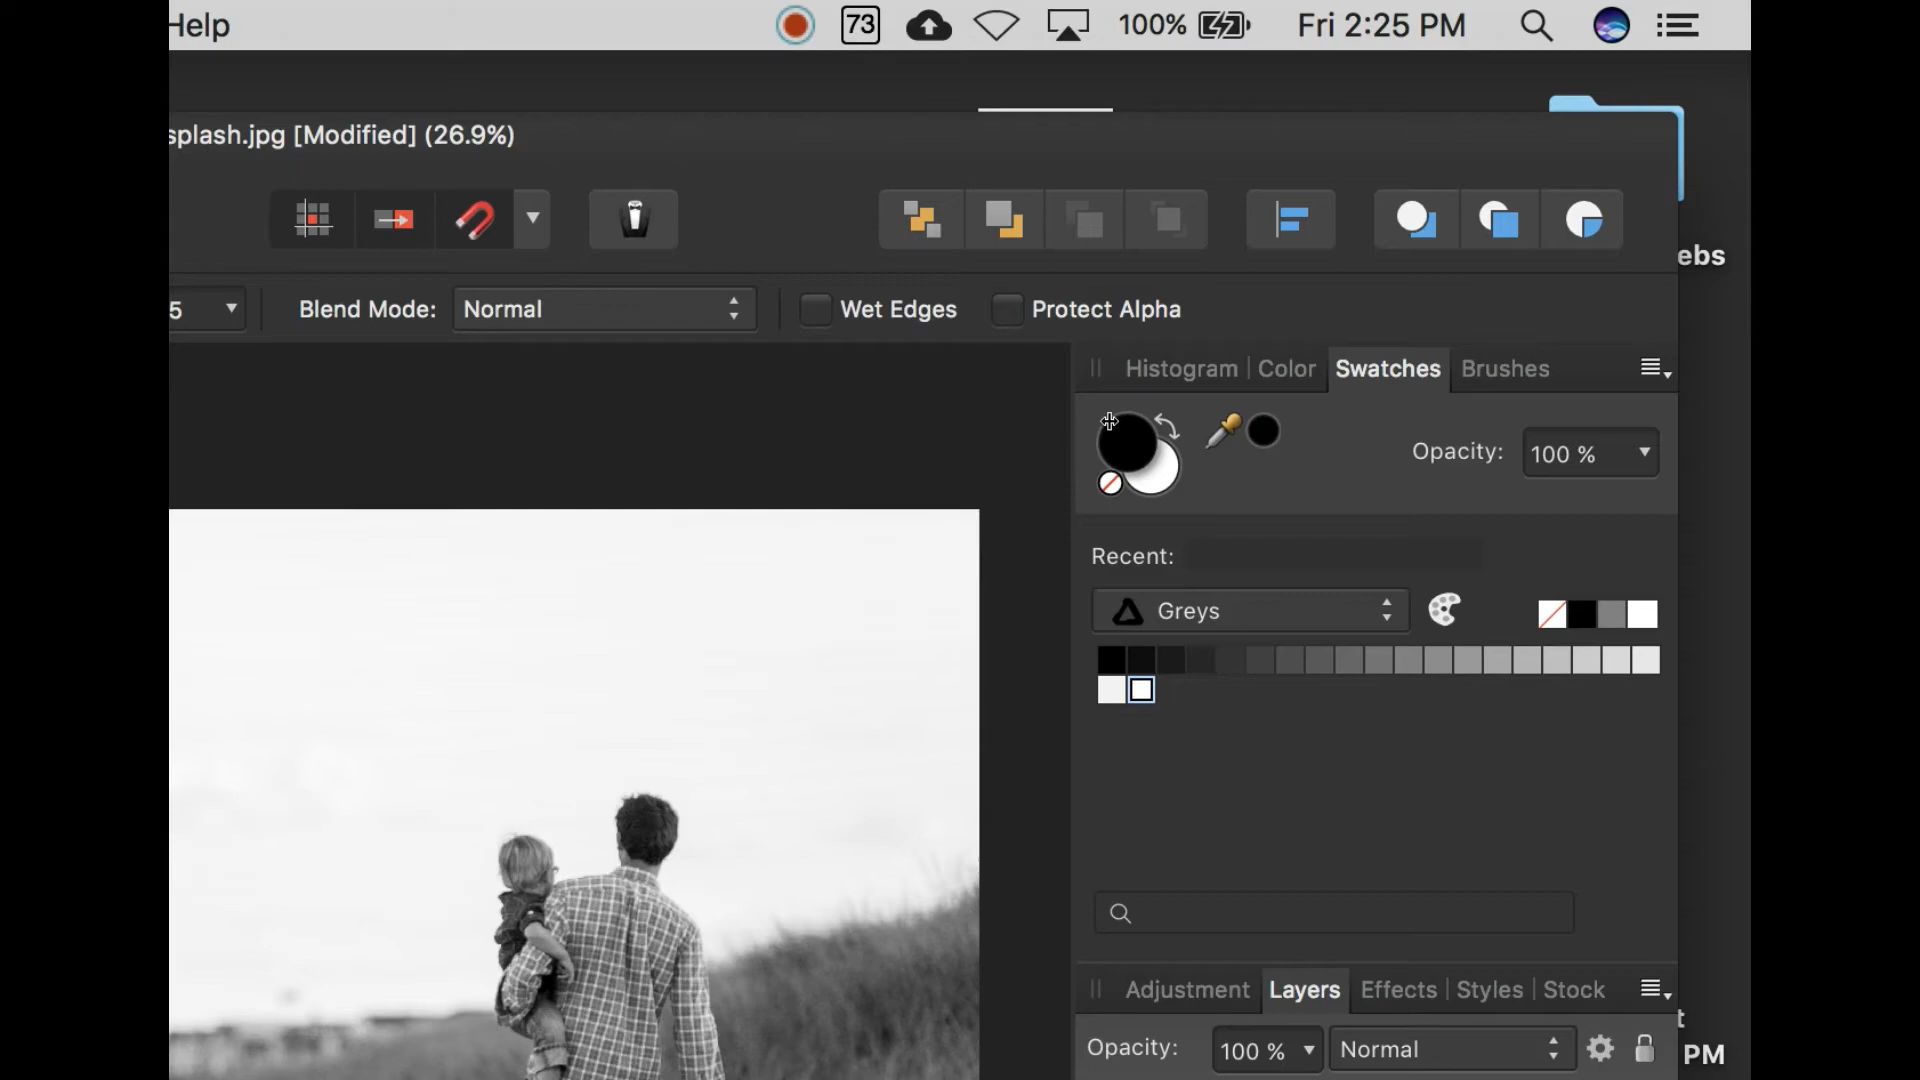 Help 73 100% Fri 2:25 PM
splash.jpg [Modified] (26.9%)
ebs
5 Blend Mode: Normal Wet Edges Protect Alpha
Histogram Color Swatches Brushes
Opacity: 100 %
Recent:
Greys
Adjustment Layers Effects Styles Stock
t
Opacity: 100 % Normal PM